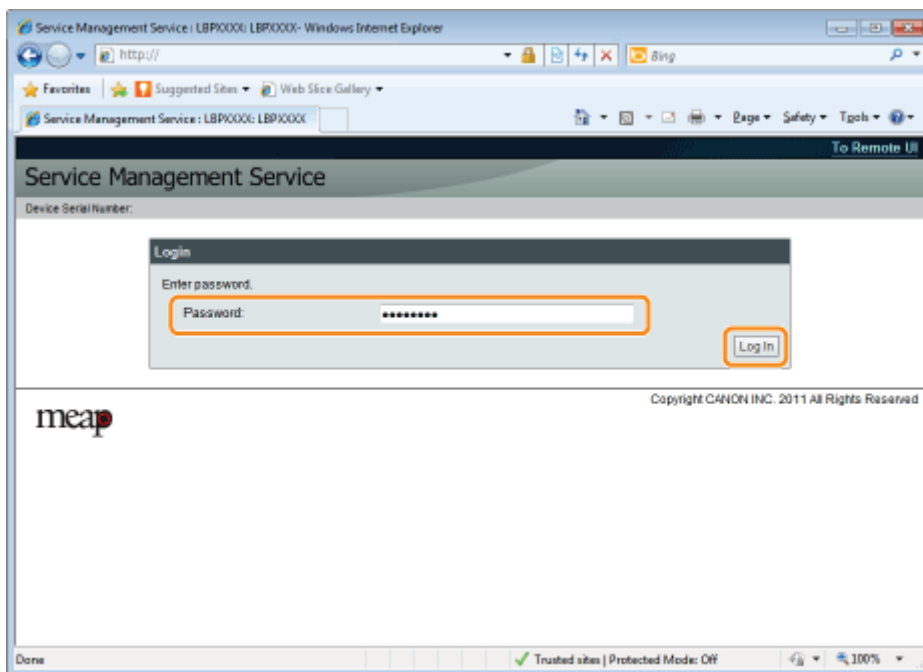 Service Management Service : LBPXXXX: LBPXXXX- Windows Internet Explorer
http://
Bing
Favorites Suggested Sites Web Slice Gallery
Service Management Service : LBPXXXX: LBPXXXX Page Safety Tools
To Remote UI
Service Management Service
Device Serial Number:
Login
Enter password.
Password: ••••••••
Log In
Copyright CANON INC. 2011 All Rights Reserved
meap
Done Trusted sites | Protected Mode: Off 100%